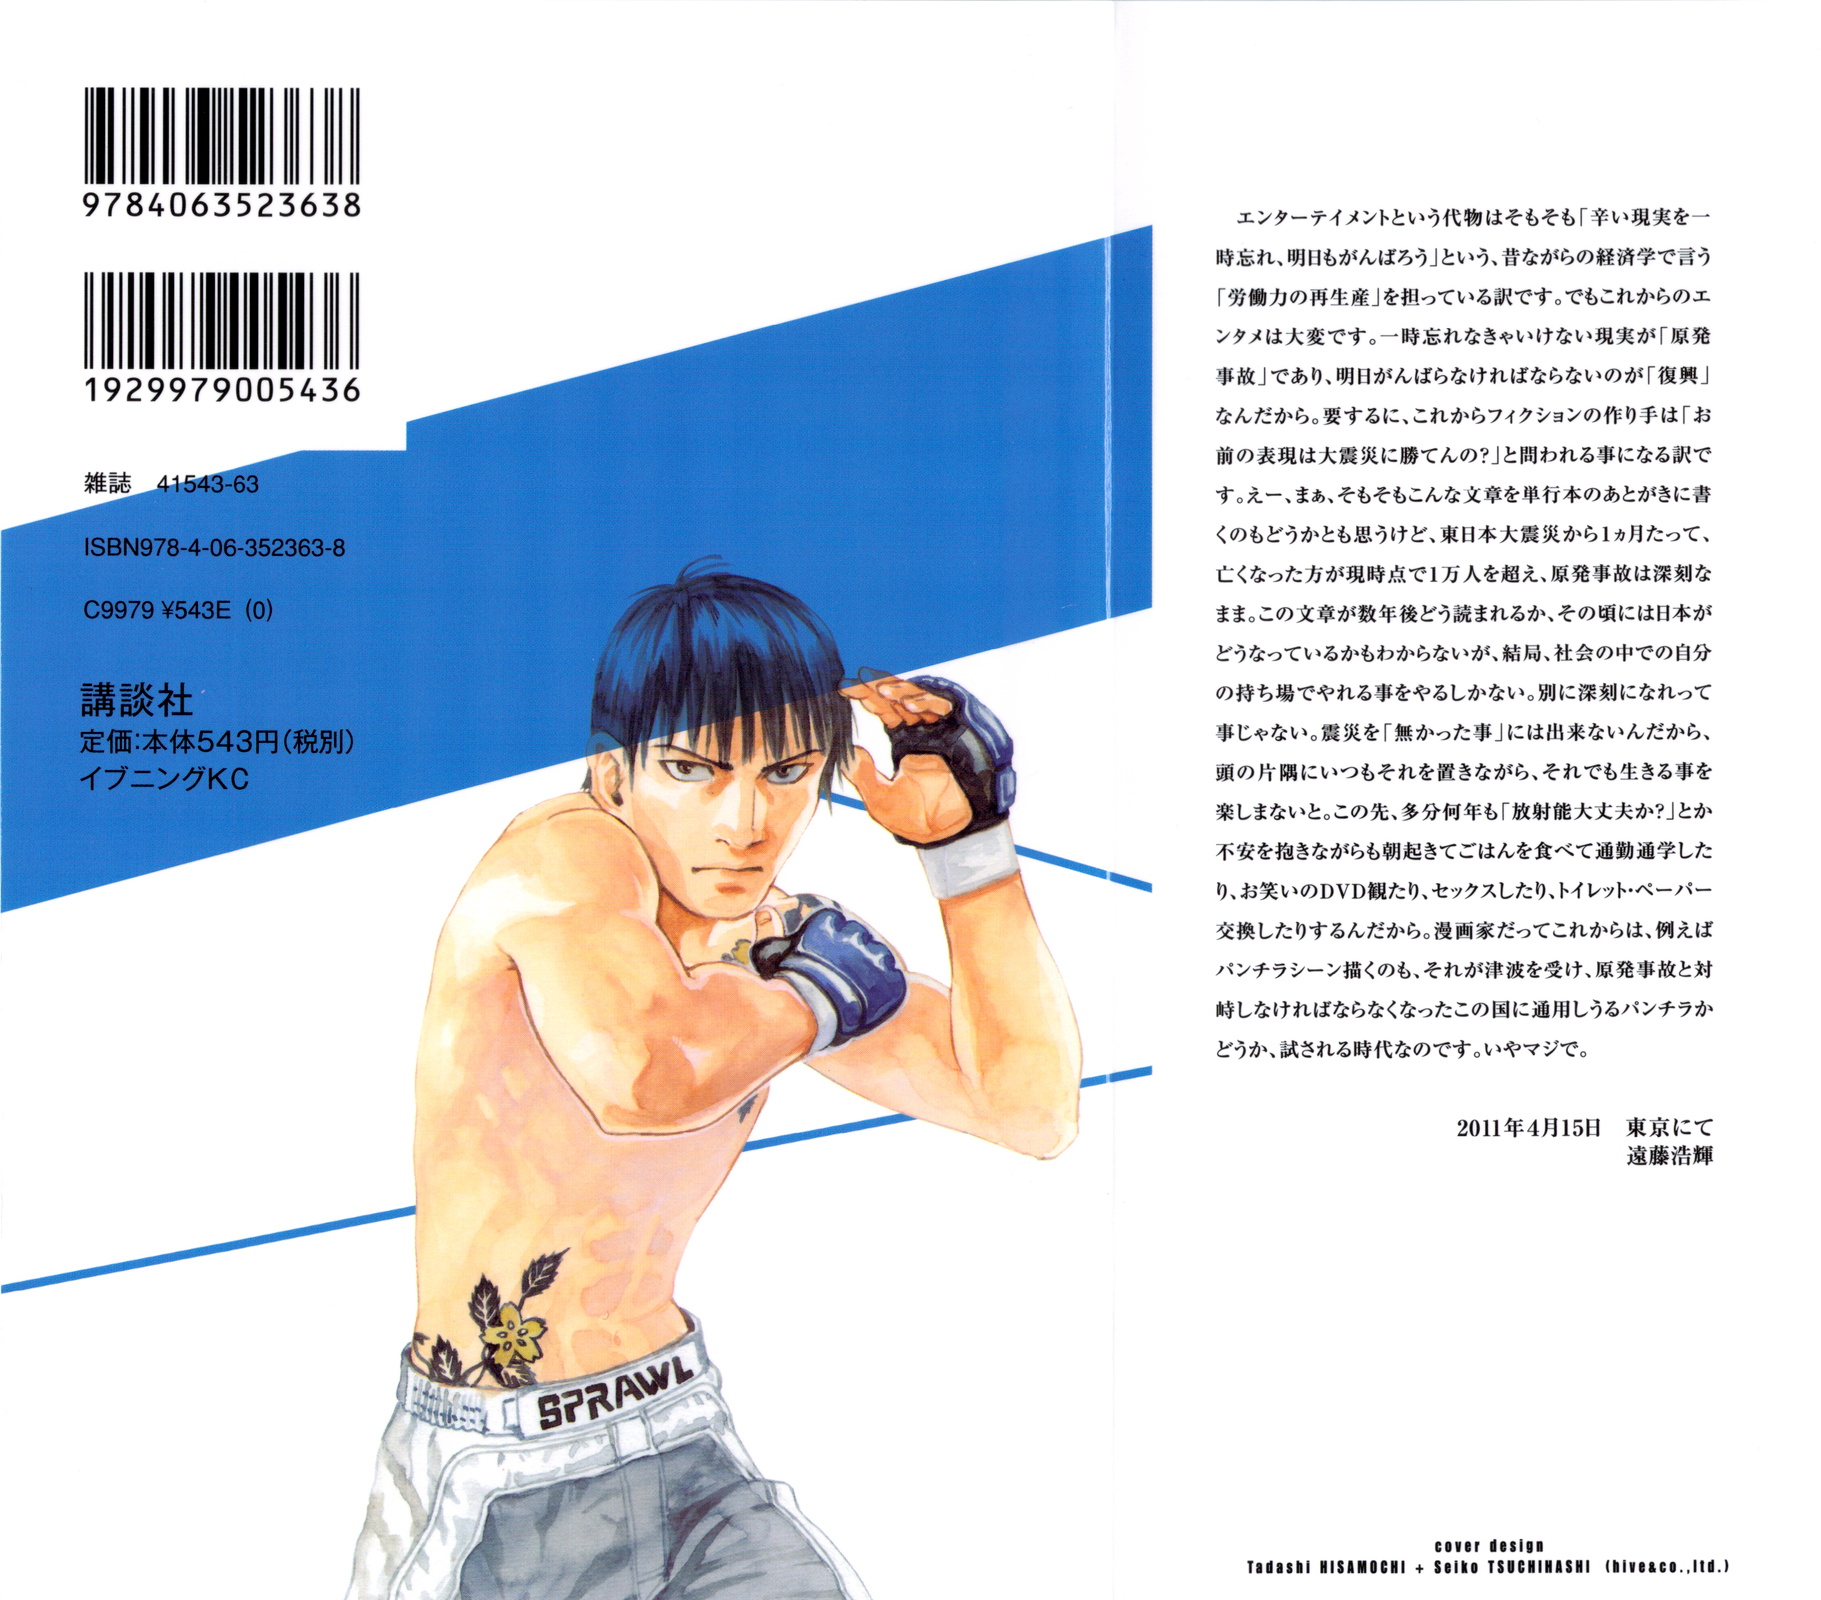 9784063523638
1929979005436
雑誌 41543-63
ISBN978-4-06-352363-8
C9979 ¥543E (0)
講談社
定価:本体543円(税別)
イブニングKC
SPRAWL
エンターテイメントという代物はそもそも「辛い現実を一
時忘れ、明日もがんばろう」という、昔ながらの経済学で言う
「労働力の再生産」を担っている訳です。でもこれからのエ
ンタメは大変です。一時忘れなきゃいけない現実が「原発
事故」であり、明日がんばらなければならないのが「復興」
なんだから。要するに、これからフィクションの作り手は「お
前の表現は大震災に勝てんの?」と問われる事になる訳で
す。えー、まぁ、そもそもこんな文章を単行本のあとがきに書
くのもどうかとも思うけど、東日本大震災から1ヵ月たって、
亡くなった方が現時点で1万人を超え、原発事故は深刻な
まま。この文章が数年後どう読まれるか、その頃には日本が
どうなっているかもわからないが、結局、社会の中での自分
の持ち場でやれる事をやるしかない。別に深刻になれって
事じゃない。震災を「無かった事」には出来ないんだから、
頭の片隅にいつもそれを置きながら、それでも生きる事を
楽しまないと。この先、多分何年も「放射能大丈夫か?」とか
不安を抱きながらも朝起きてごはんを食べて通勤通学した
り、お笑いのDVD観たり、セックスしたり、トイレット・ペーパー
交換したりするんだから。漫画家だってこれからは、例えば
パンチラシーン描くのも、それが津波を受け、原発事故と対
峙しなければならなくなったこの国に通用しうるパンチラか
どうか、試される時代なのです。いやマジで。
2011年4月15日 東京にて
遠藤浩輝
cover design
Tadashi HISAMOCHI + Seiko TSUCHIHASHI (hive&co.,ltd.)